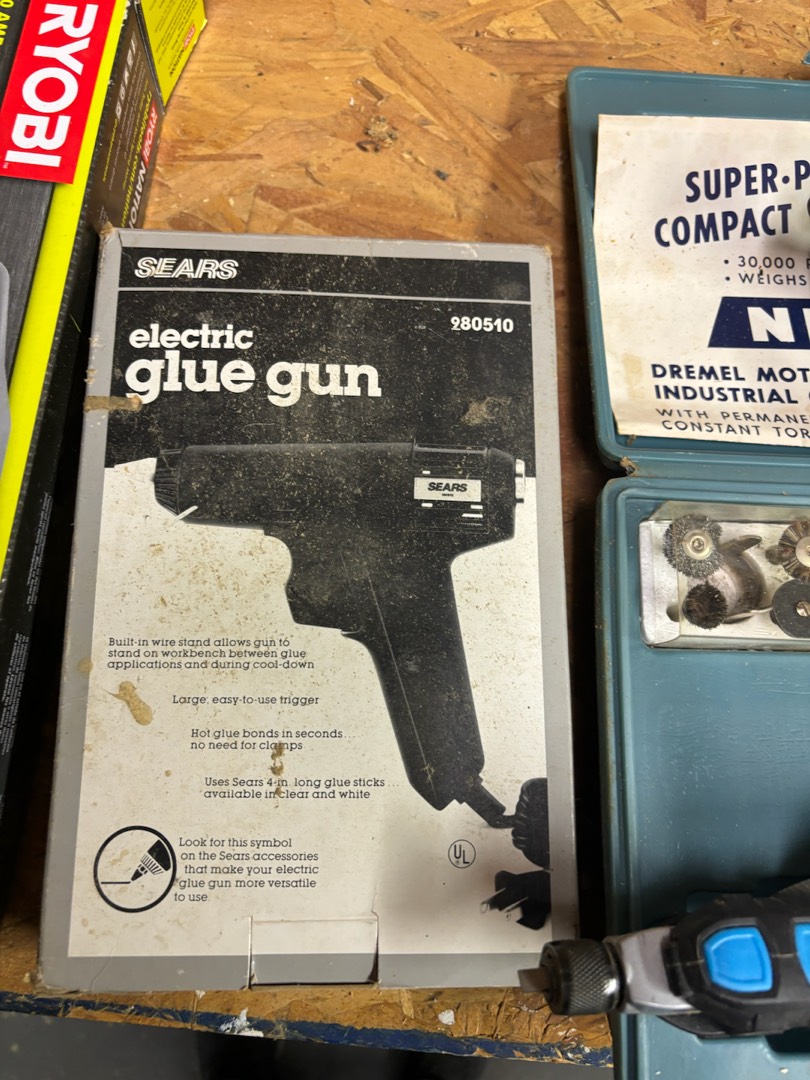 RYOBI
RYOBI NATION
SEARS
980510
electric
glue gun
SEARS
Built-in wire stand allows gun to
stand on workbench between glue
applications and during cool-down
Large, easy-to-use trigger
Hot glue bonds in seconds...
no need for clamps
Uses Sears 4-in. long glue sticks...
available in clear and white
Look for this symbol
on the Sears accessories
that make your electric
glue gun more versatile
to use.
UL
SUPER-P
COMPACT
• 30,000
• WEIGHS
DREMEL MOT
INDUSTRIAL
WITH PERMANE
CONSTANT TOR